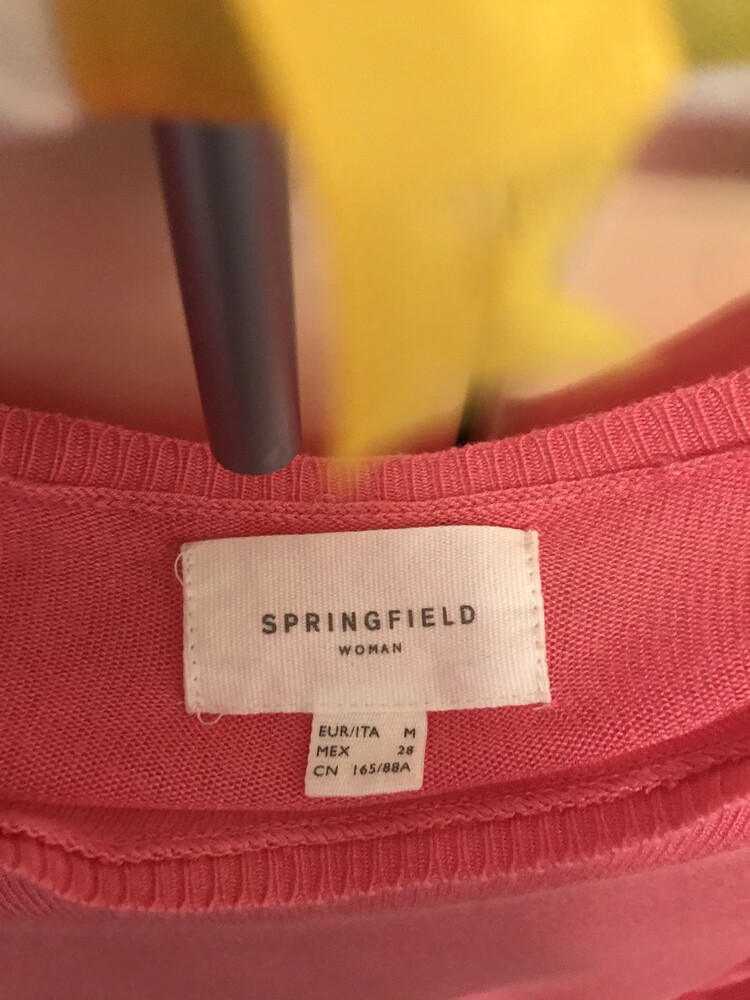 SPRINGFIELD
WOMAN
EUR/ITA M
MEX 28
CN 165/88A